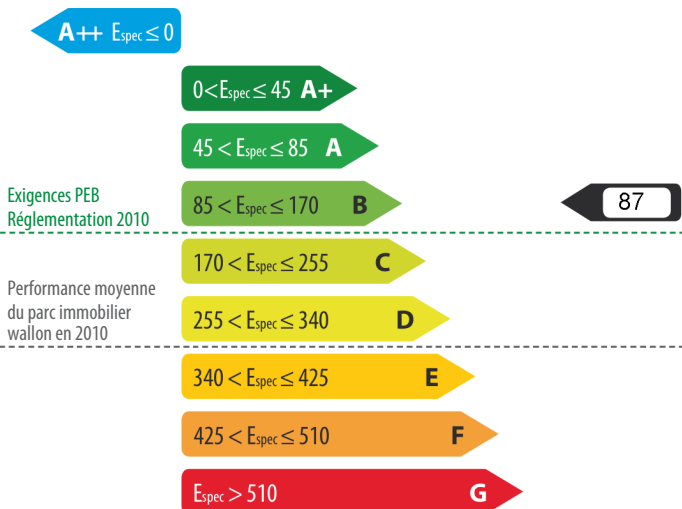 A++ Espec ≤ 0
0<Espec ≤ 45 A+
45 < Espec ≤ 85 A
Exigences PEB
Réglementation 2010
85 < Espec ≤ 170 B
87
170 < Espec ≤ 255 C
Performance moyenne
du parc immobilier
wallon en 2010
255 < Espec ≤ 340 D
340 < Espec ≤ 425 E
425 < Espec ≤ 510 F
Espec > 510 G